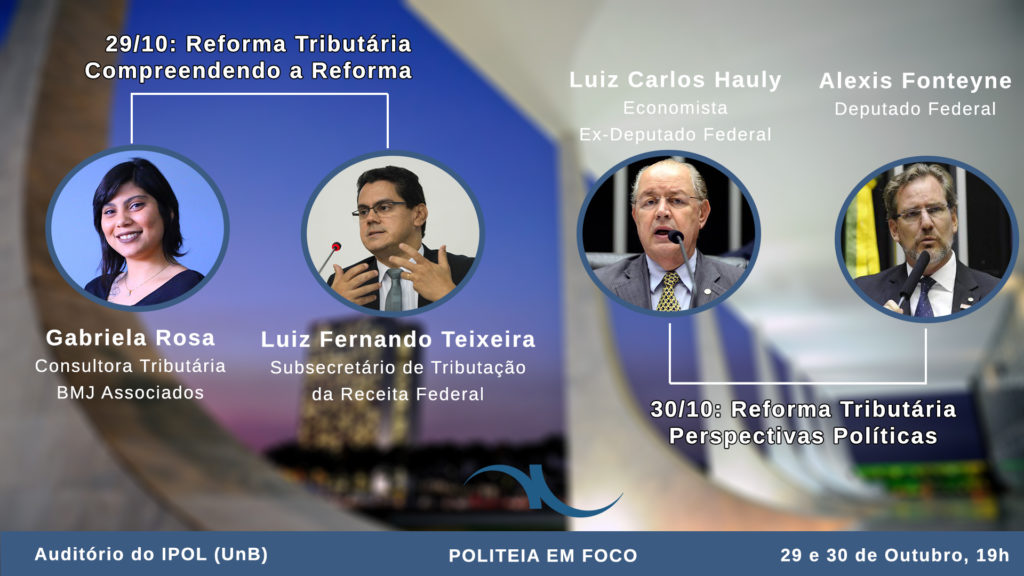 29/10: Reforma Tributária
Compreendendo a Reforma
Gabriela Rosa
Consultora Tributária
BMJ Associados
Luiz Fernando Teixeira
Subsecretário de Tributação
da Receita Federal
Luiz Carlos Hauly
Economista
Ex-Deputado Federal
Alexis Fonteyne
Deputado Federal
30/10: Reforma Tributária
Perspectivas Políticas
Auditório do IPOL (UnB)
POLITEIA EM FOCO
29 e 30 de Outubro, 19h